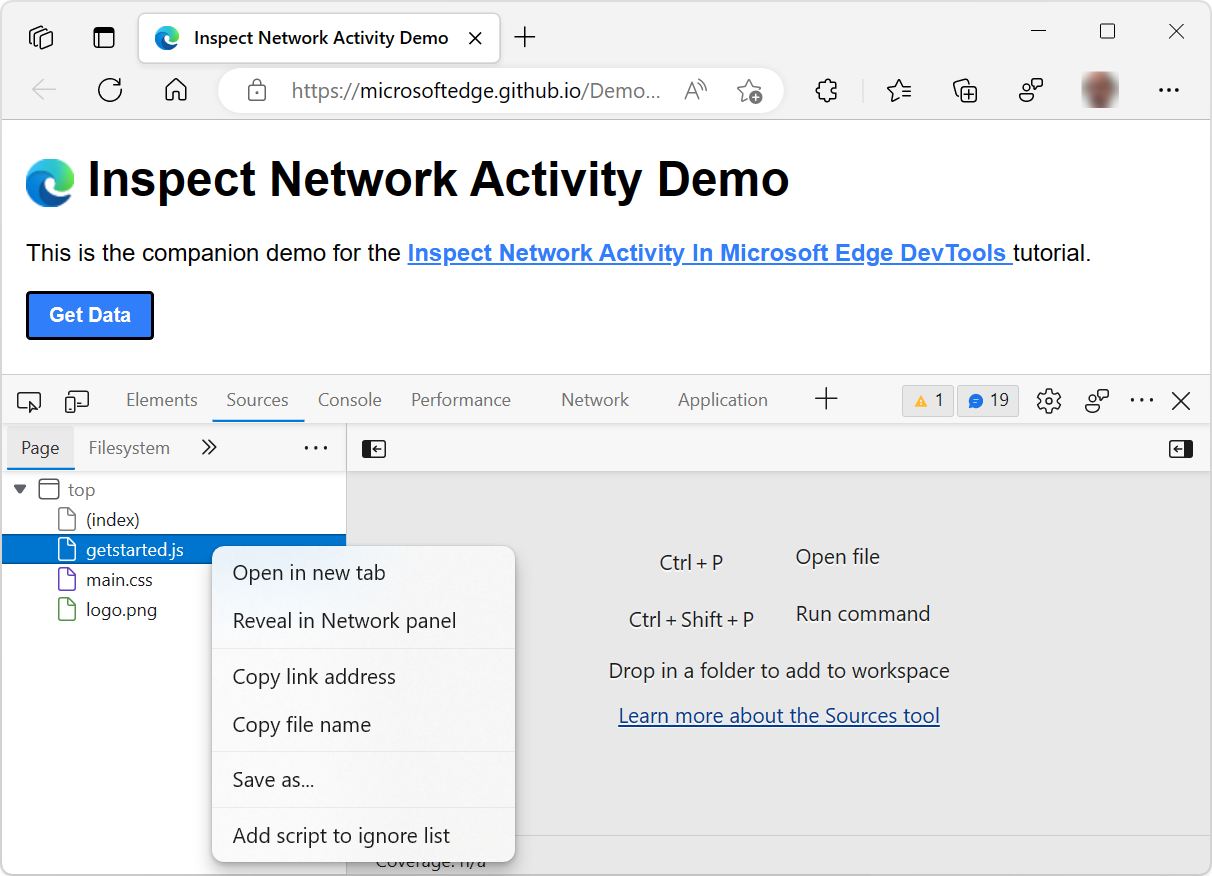 Inspect Network Activity Demo
https://microsoftedge.github.io/Demo...
Inspect Network Activity Demo
This is the companion demo for the Inspect Network Activity In Microsoft Edge DevTools tutorial.
Get Data
Elements Sources Console Performance Network Application 1 19
Page Filesystem
top
(index)
getstarted.js
main.css
logo.png
Open in new tab
Reveal in Network panel
Copy link address
Copy file name
Save as...
Add script to ignore list
Ctrl + P Open file
Ctrl + Shift + P Run command
Drop in a folder to add to workspace
Learn more about the Sources tool
Coverage: n/a